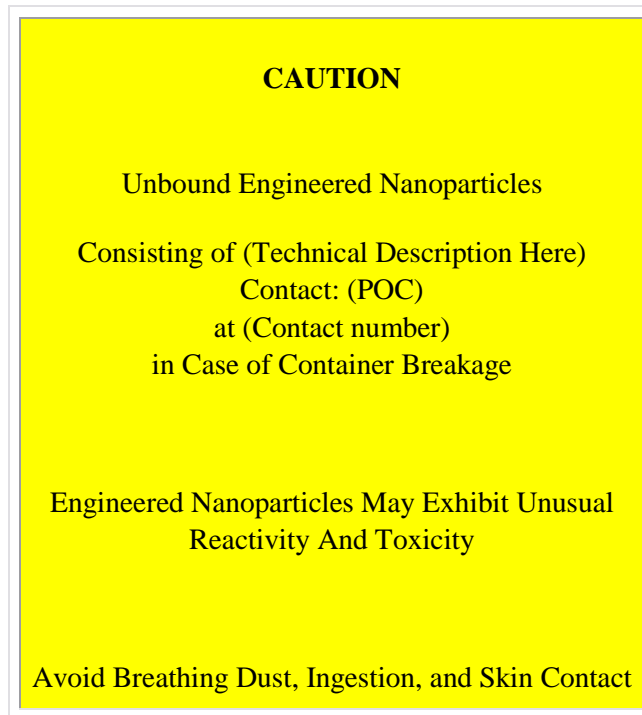 CAUTION
Unbound Engineered Nanoparticles
Consisting of (Technical Description Here)
Contact: (POC)
at (Contact number)
in Case of Container Breakage
Engineered Nanoparticles May Exhibit Unusual
Reactivity And Toxicity
Avoid Breathing Dust, Ingestion, and Skin Contact